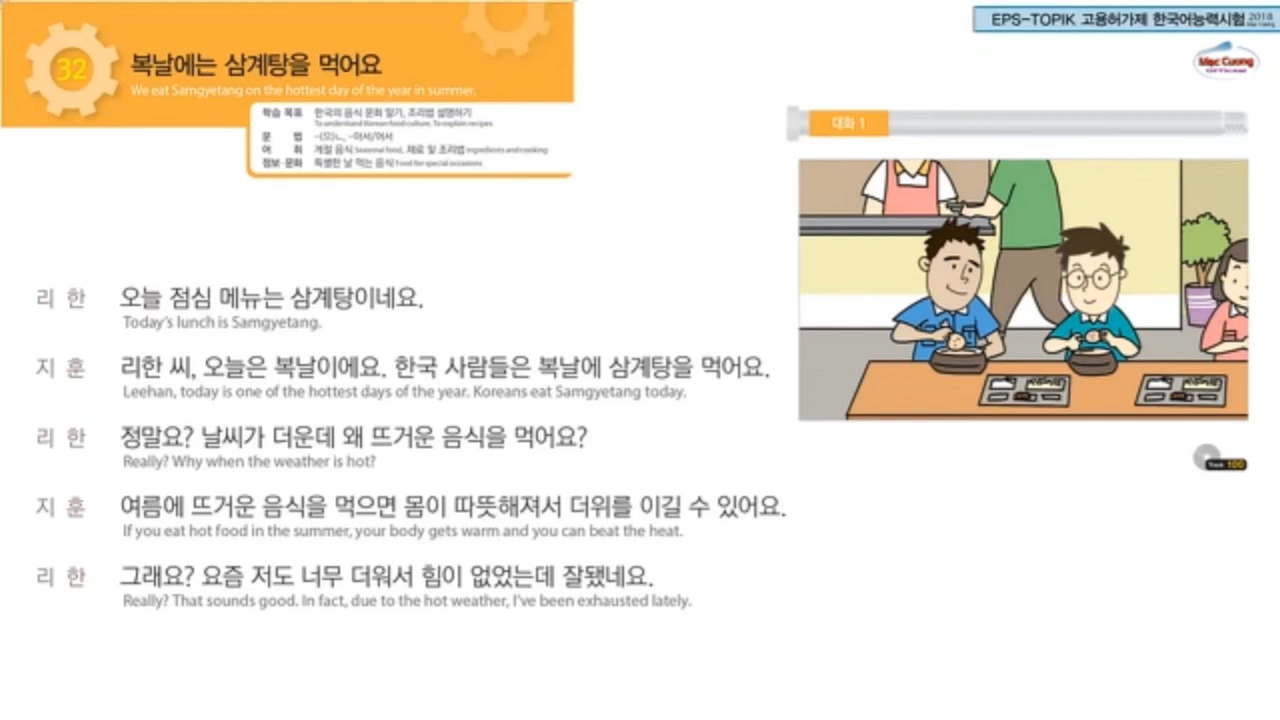 EPS-TOPIK 고용허가제 한국어능력시험 2018
32
복날에는 삼계탕을 먹어요
We eat Samgyetang on the hottest day of the year in summer.
학습 목표 한국의 음식 문화 알기, 조리법 설명하기
To understand Korean food culture, To explain recipes
문 법 -(으)ㄴ, -아서/어서
어 휘 계절 음식 Seasonal food, 재료 및 조리법 Ingredients and cooking
정보·문화 특별한 날 먹는 음식 Food for special occasions
Mạc Cương
대화 1
리 한 오늘 점심 메뉴는 삼계탕이네요.
Today's lunch is Samgyetang.
지 훈 리한 씨, 오늘은 복날이에요. 한국 사람들은 복날에 삼계탕을 먹어요.
Leehan, today is one of the hottest days of the year. Koreans eat Samgyetang today.
리 한 정말요? 날씨가 더운데 왜 뜨거운 음식을 먹어요?
Really? Why when the weather is hot?
지 훈 여름에 뜨거운 음식을 먹으면 몸이 따뜻해져서 더위를 이길 수 있어요.
If you eat hot food in the summer, your body gets warm and you can beat the heat.
리 한 그래요? 요즘 저도 너무 더워서 힘이 없었는데 잘됐네요.
Really? That sounds good. In fact, due to the hot weather, I've been exhausted lately.
Track 100